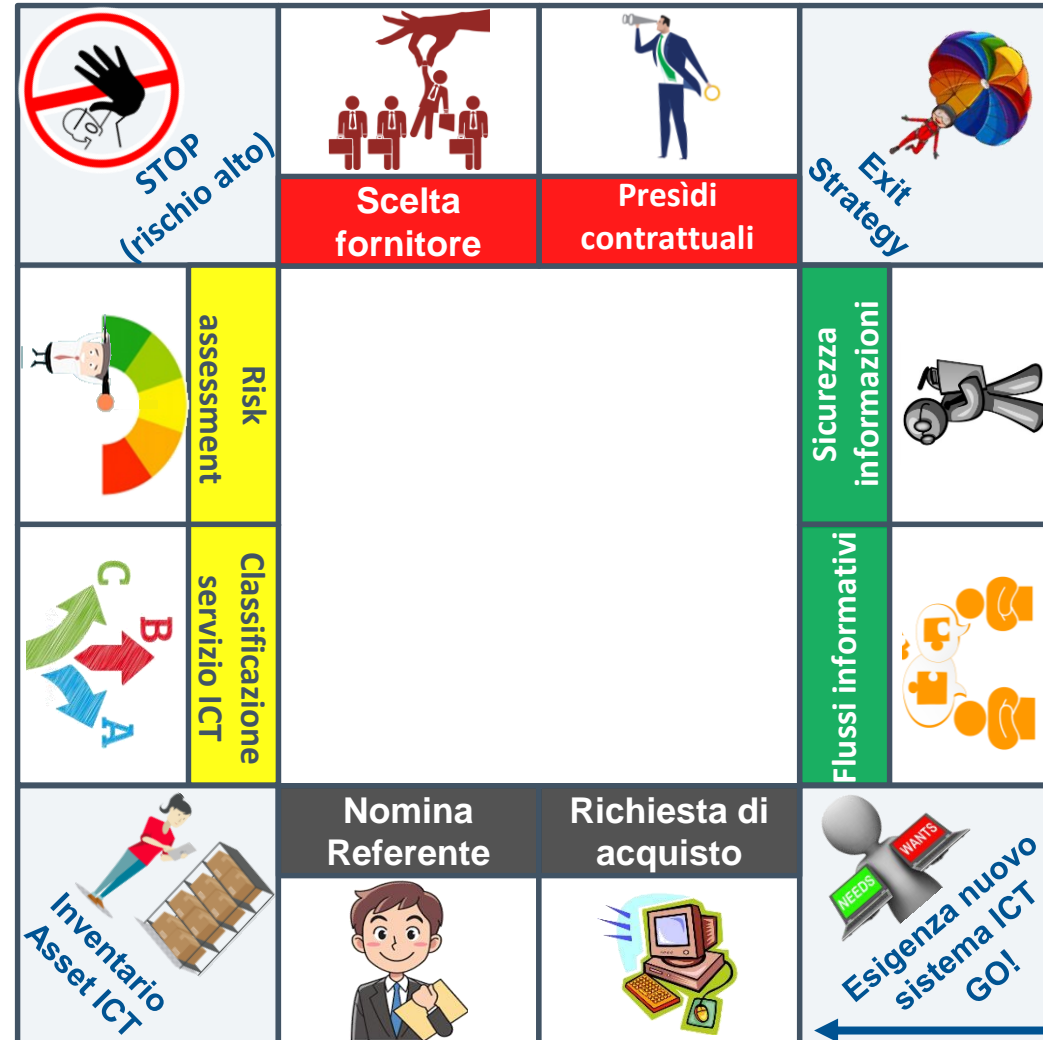 STOP
(rischio alto)
Scelta
fornitore
Presìdi
contrattuali
Exit
Strategy
Risk
assessment
Sicurezza
informazioni
Classificazione
servizio ICT
C
B
A
Flussi informativi
Inventario
Asset ICT
Nomina
Referente
Richiesta di
acquisto
NEEDS
WANTS
Esigenza nuovo
sistema ICT
GO!